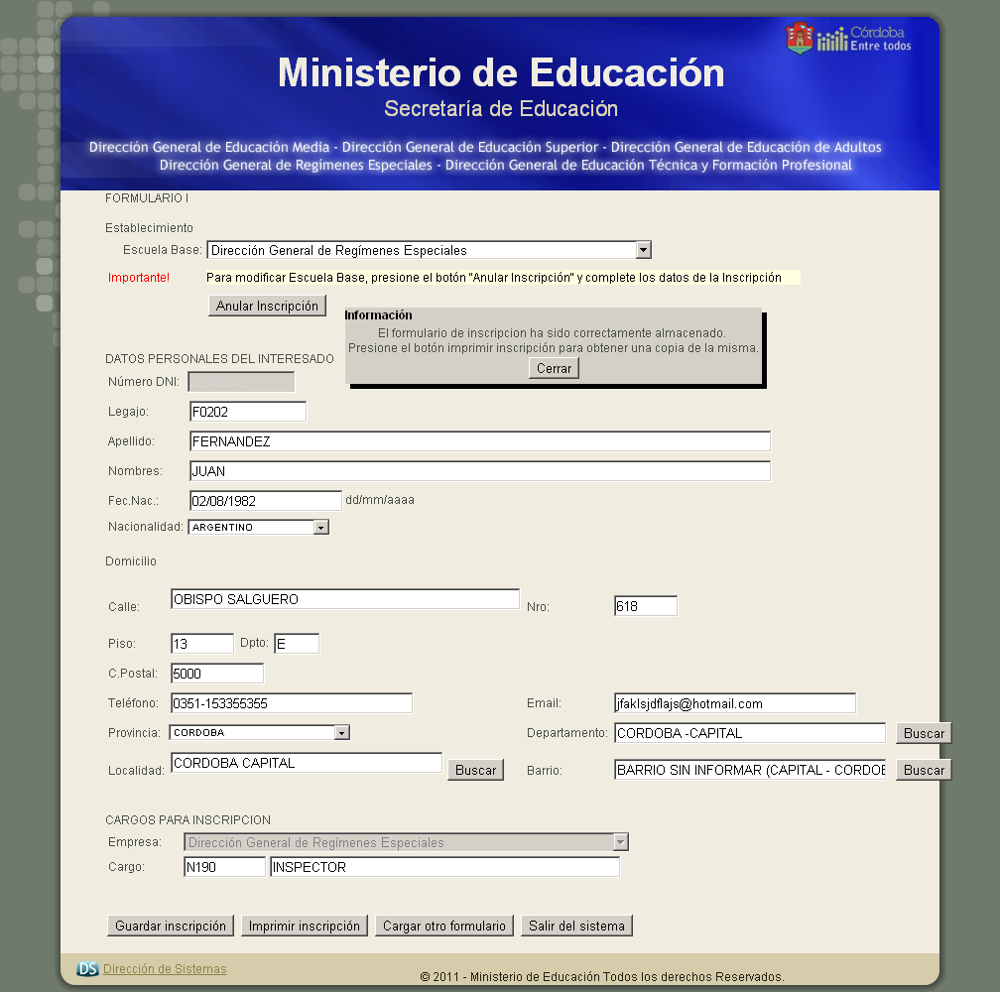 Córdoba
Entre todos
Ministerio de Educación
Secretaría de Educación
Dirección General de Educación Media - Dirección General de Educación Superior - Dirección General de Educación de Adultos
Dirección General de Regímenes Especiales - Dirección General de Educación Técnica y Formación Profesional
FORMULARIO I
Establecimiento
Escuela Base: Dirección General de Regímenes Especiales
Importante! Para modificar Escuela Base, presione el botón "Anular Inscripción" y complete los datos de la Inscripción
Anular Inscripción
Información
El formulario de inscripcion ha sido correctamente almacenado.
Presione el botón imprimir inscripción para obtener una copia de la misma.
Cerrar
DATOS PERSONALES DEL INTERESADO
Número DNI:
Legajo: F0202
Apellido: FERNANDEZ
Nombres: JUAN
Fec.Nac.: 02/08/1982 dd/mm/aaaa
Nacionalidad: ARGENTINO
Domicilio
Calle: OBISPO SALGUERO Nro: 618
Piso: 13 Dpto: E
C.Postal: 5000
Teléfono: 0351-153355355 Email: jfaklsjdflajs@hotmail.com
Provincia: CORDOBA Departamento: CORDOBA -CAPITAL Buscar
Localidad: CORDOBA CAPITAL Buscar Barrio: BARRIO SIN INFORMAR (CAPITAL - CORDOB Buscar
CARGOS PARA INSCRIPCION
Empresa: Dirección General de Regímenes Especiales
Cargo: N190 INSPECTOR
Guardar inscripción Imprimir inscripción Cargar otro formulario Salir del sistema
DS Dirección de Sistemas
© 2011 - Ministerio de Educación Todos los derechos Reservados.